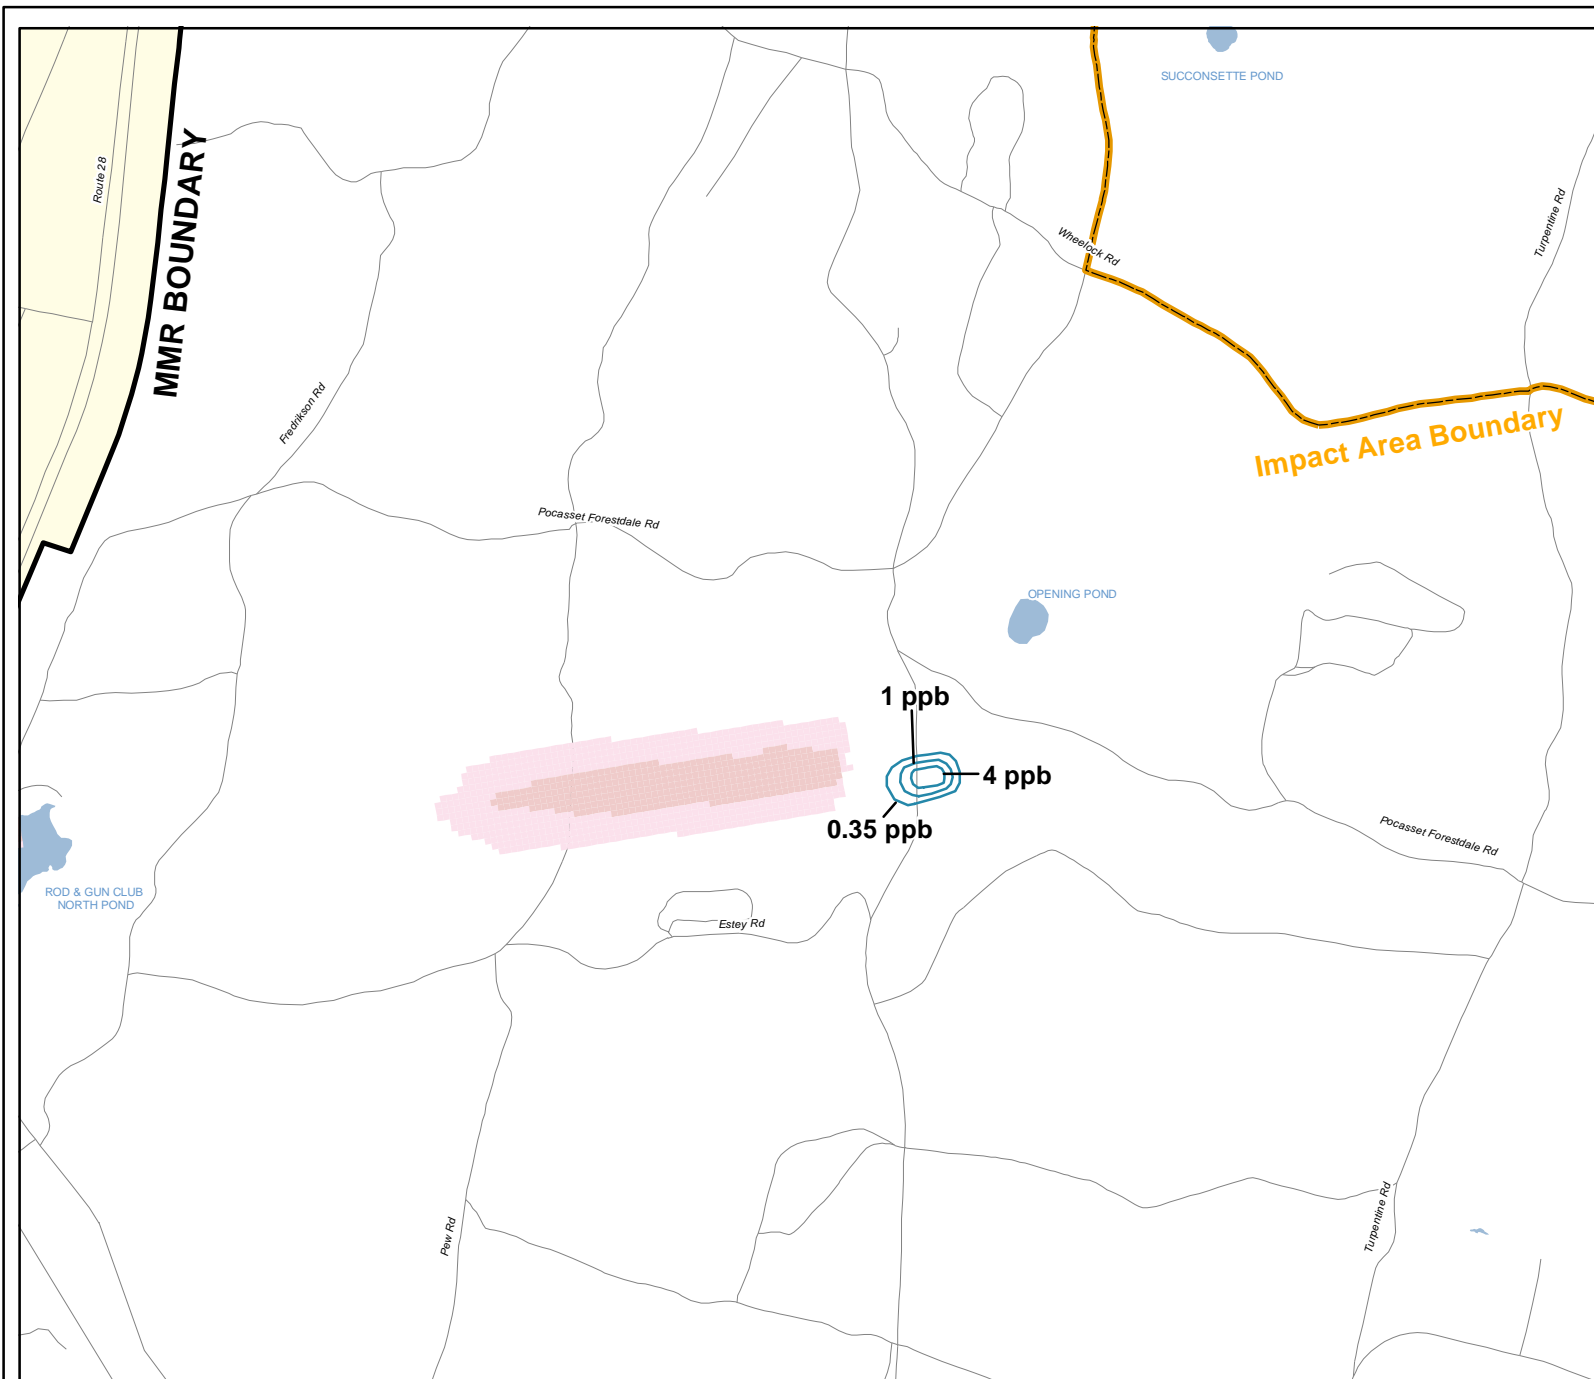 SUCCONSETTE POND
Route 28
MMR BOUNDARY
Turpentine Rd
Wheelock Rd
Fredrikson Rd
Impact Area Boundary
Pocasset Forestdale Rd
OPENING POND
1 ppb
4 ppb
0.35 ppb
Pocasset Forestdale Rd
ROD & GUN CLUB
NORTH POND
Estey Rd
Pew Rd
Turpentine Rd